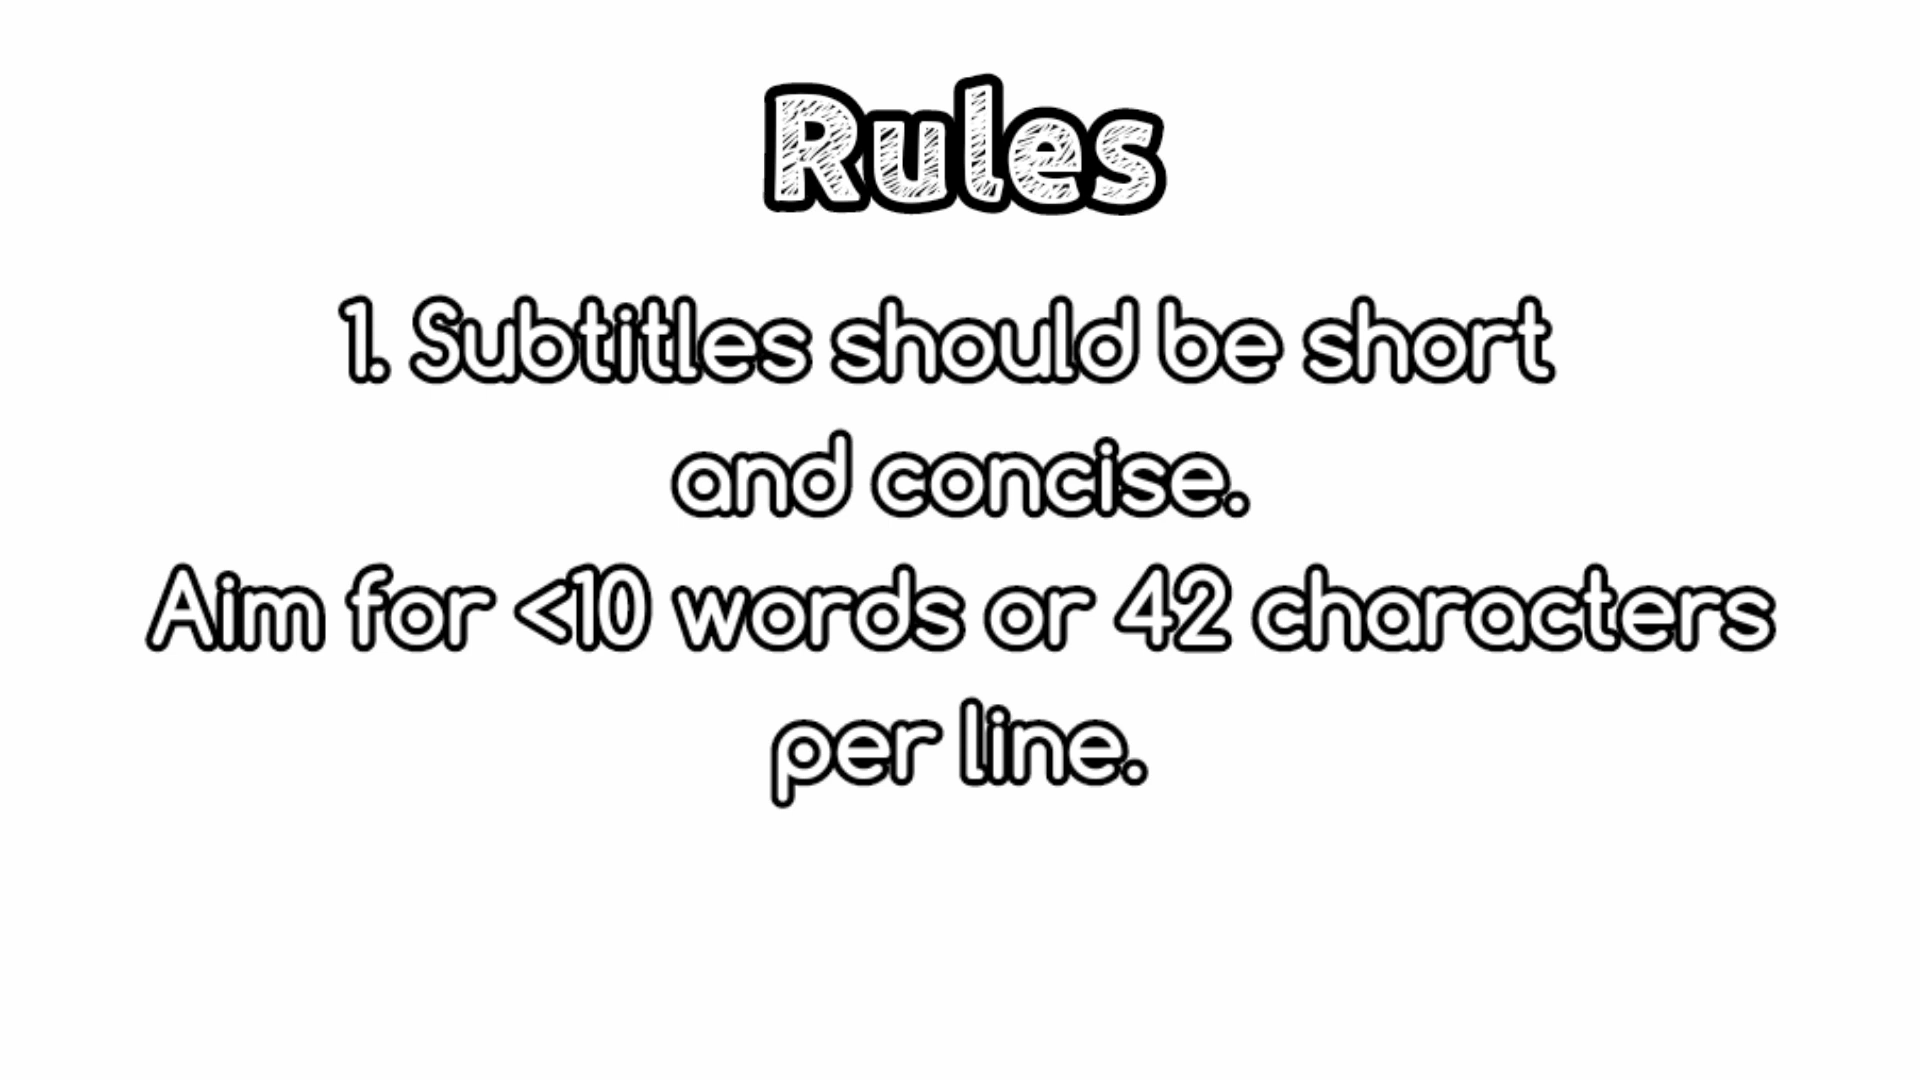 Rules
1. Subtitles should be short
and concise.
Aim for <10 words or 42 characters
per line.